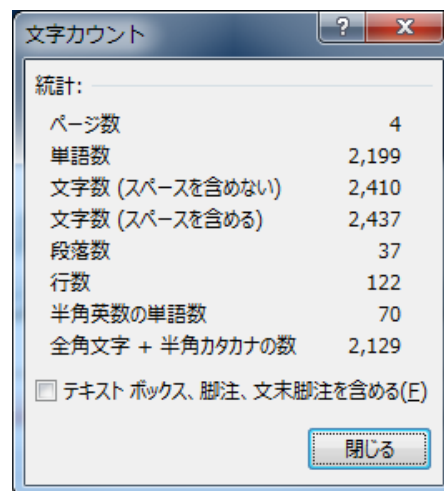 文字カウント
統計:
ページ数 4
単語数 2,199
文字数 (スペースを含めない) 2,410
文字数 (スペースを含める) 2,437
段落数 37
行数 122
半角英数の単語数 70
全角文字 + 半角カタカナの数 2,129
テキスト ボックス、脚注、文末脚注を含める(F)
閉じる